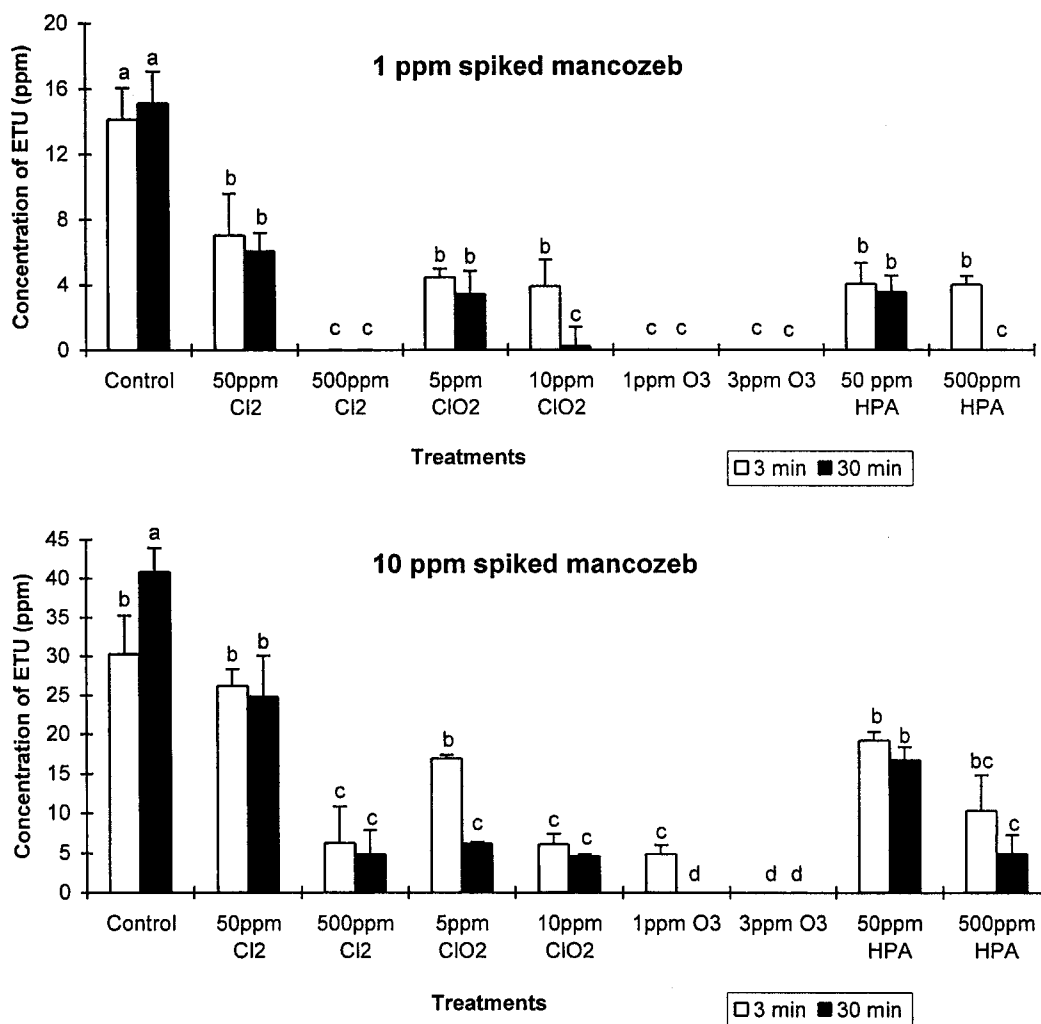 1 ppm spiked mancozeb
Concentration of ETU (ppm)
20
16
12
8
4
0
a a
b b
c c
b b
b c
c c
c c
b b
b c
Control 50ppm Cl2 500ppm Cl2 5ppm ClO2 10ppm ClO2 1ppm O3 3ppm O3 50 ppm HPA 500ppm HPA
Treatments
3 min 30 min
10 ppm spiked mancozeb
Concentration of ETU (ppm)
45
40
35
30
25
20
15
10
5
0
b a
b b
c c
b c
c c
c d
d d
b b
bc c
Control 50ppm Cl2 500ppm Cl2 5ppm ClO2 10ppm ClO2 1ppm O3 3ppm O3 50ppm HPA 500ppm HPA
Treatments
3 min 30 min